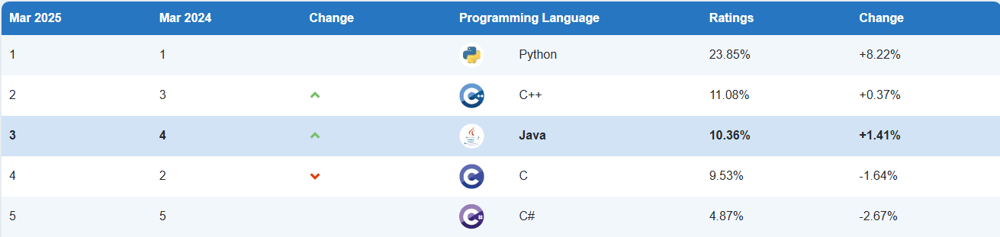 Mar 2025 Mar 2024 Change Programming Language Ratings Change
1 1 Python 23.85% +8.22%
2 3 C++ 11.08% +0.37%
3 4 Java 10.36% +1.41%
4 2 C 9.53% -1.64%
5 5 C# 4.87% -2.67%